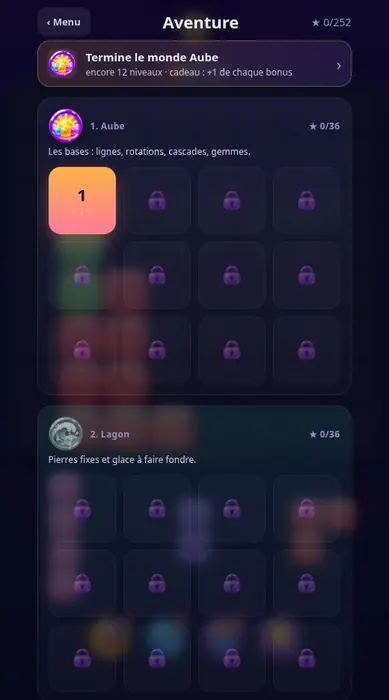 ‹ Menu
Aventure
★ 0/252
Termine le monde Aube
encore 12 niveaux · cadeau : +1 de chaque bonus
›
1. Aube
★ 0/36
Les bases : lignes, rotations, cascades, gemmes.
1
2. Lagon
★ 0/36
Pierres fixes et glace à faire fondre.